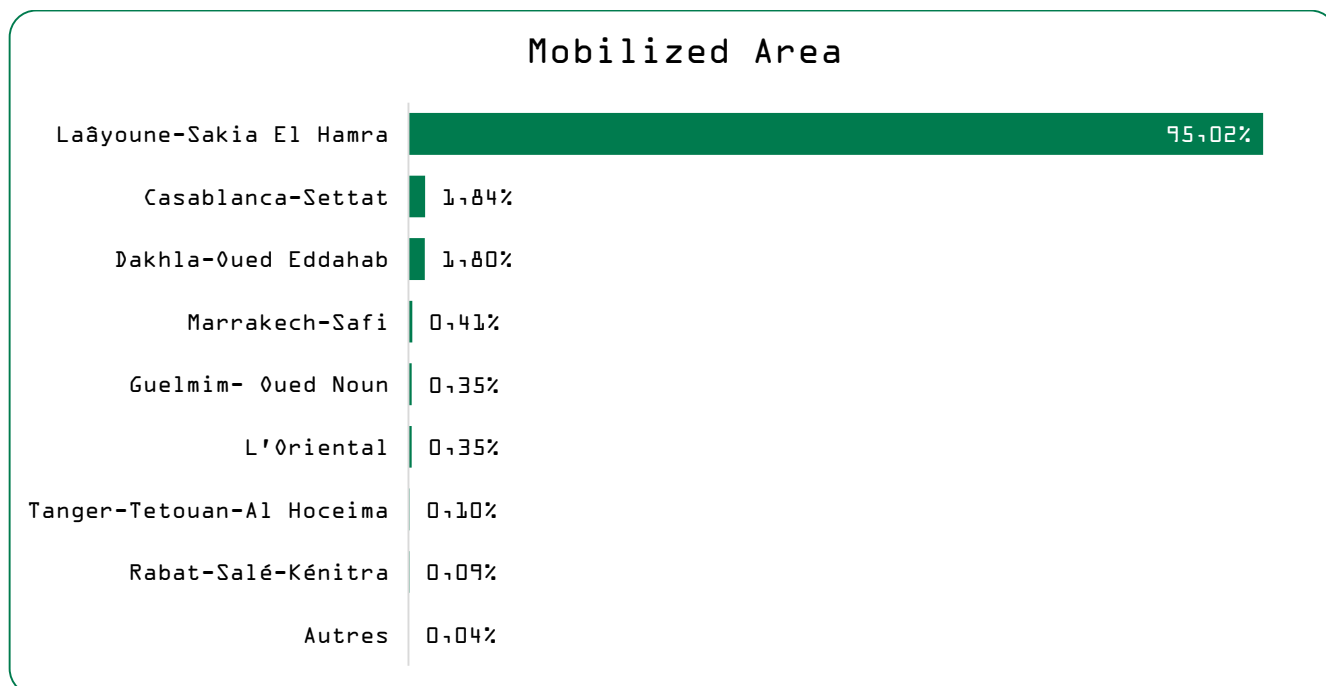 Mobilized Area
Laâyoune-Sakia El Hamra 95,02%
Casablanca-Settat 1,84%
Dakhla-Oued Eddahab 1,80%
Marrakech-Safi 0,41%
Guelmim- Oued Noun 0,35%
L'Oriental 0,35%
Tanger-Tetouan-Al Hoceima 0,10%
Rabat-Salé-Kénitra 0,09%
Autres 0,04%